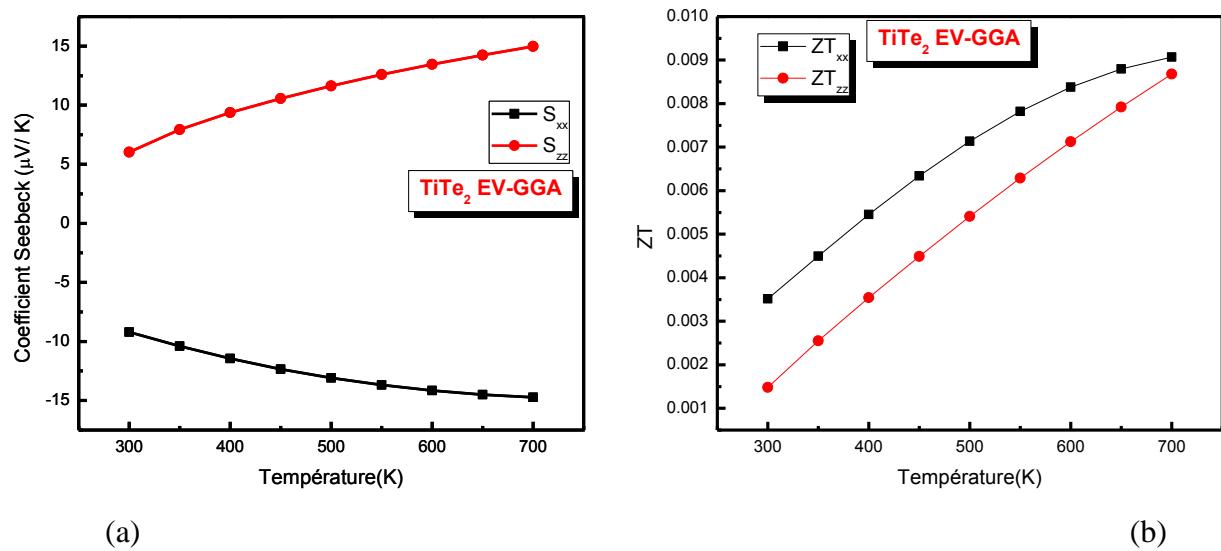 15
10
5
0
-5
-10
-15
Coefficient Seebeck (μV/ K)
S_xx
S_zz
TiTe₂ EV-GGA
300 400 500 600 700
Température(K)
(a)
0.010
0.009
0.008
0.007
0.006
0.005
0.004
0.003
0.002
0.001
ZT
ZT_xx
ZT_zz
TiTe₂ EV-GGA
300 400 500 600 700
Température(K)
(b)